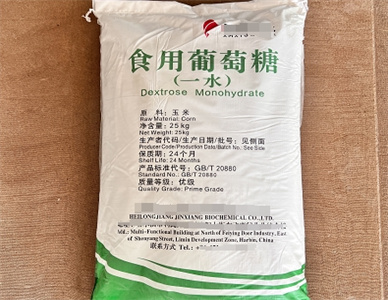 食用葡萄糖
(一水)
Dextrose Monohydrate
原 料：玉米
Raw Material: Corn
净含量：25kg
Net Weight: 25kg
生产者代码/生产日期/批号：见侧面
Producer Code/Production Date/Batch No.: See Side
保质期：24个月
Shelf Life: 24 Months
产品标准代号：GB/T 20880
Standard No.: GB/T 20880
质量等级：优级
Quality Grade: Prime Grade
HEILONGJIANG JINXIANG BIOCHEMICAL CO.,LTD.
Add.: Multi-Functional Building at North of Feiying Door Industry, East
of Shenyang Street, Limin Development Zone, Harbin, China
联系方式 Tel.: